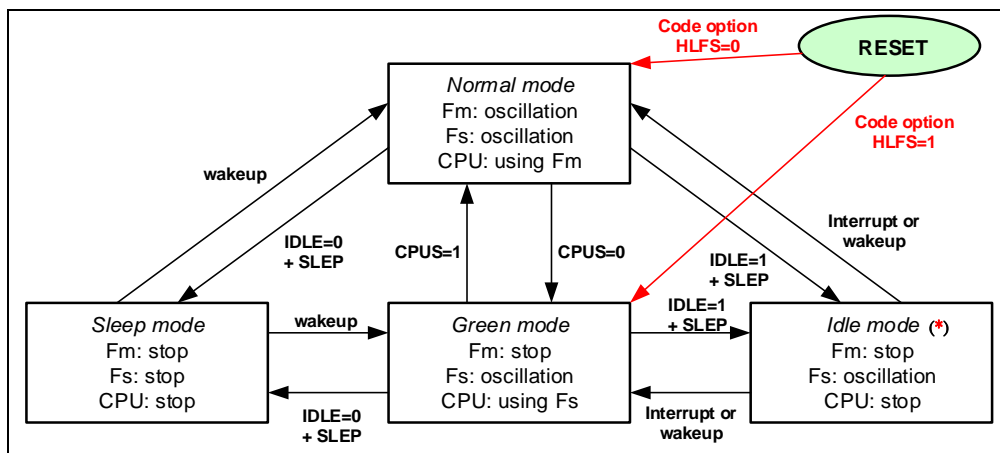 Code option
HLFS=0
RESET
Normal mode
Fm: oscillation
Fs: oscillation
CPU: using Fm
Code option
HLFS=1
wakeup
Interrupt or
wakeup
IDLE=0
+ SLEP
CPUS=1
CPUS=0
IDLE=1
+ SLEP
Sleep mode
Fm: stop
Fs: stop
CPU: stop
wakeup
Green mode
Fm: stop
Fs: oscillation
CPU: using Fs
IDLE=1
+ SLEP
Idle mode (*)
Fm: stop
Fs: oscillation
CPU: stop
IDLE=0
+ SLEP
Interrupt or
wakeup